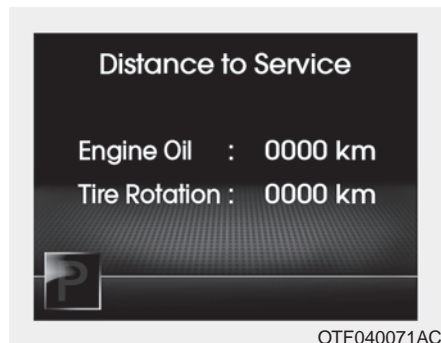 Distance to Service
Engine Oil : 0000 km
Tire Rotation : 0000 km
P
OTF040071AC